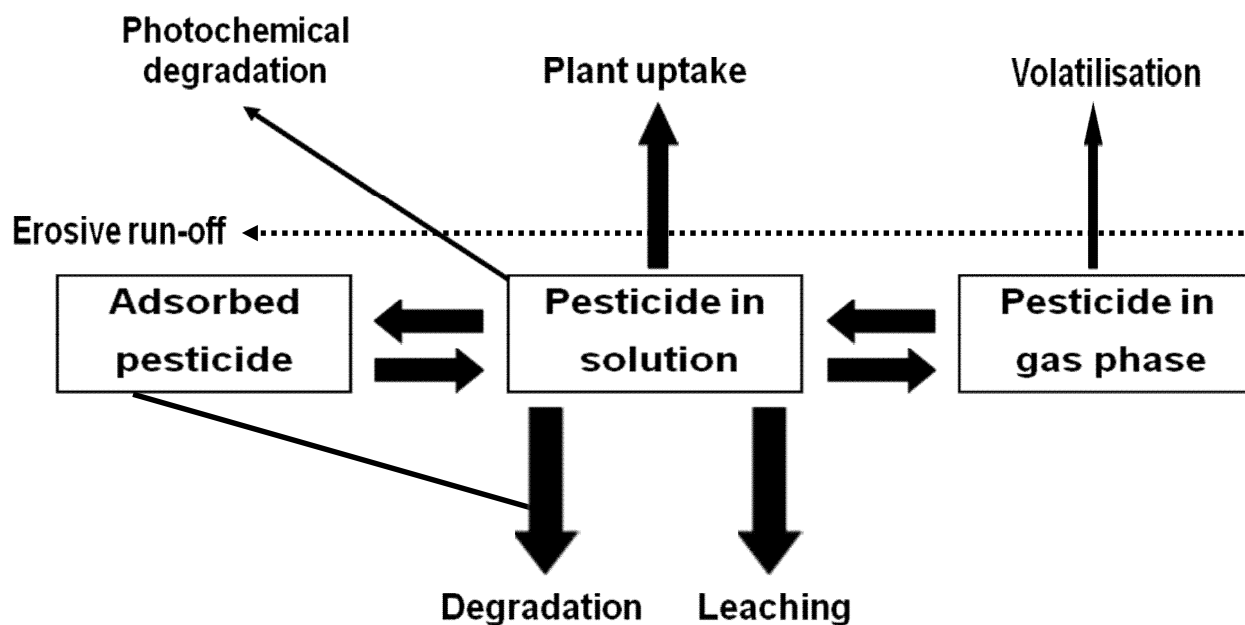 Photochemical
degradation
Plant uptake
Volatilisation
Erosive run-off
Adsorbed
pesticide
Pesticide in
solution
Pesticide in
gas phase
Degradation
Leaching